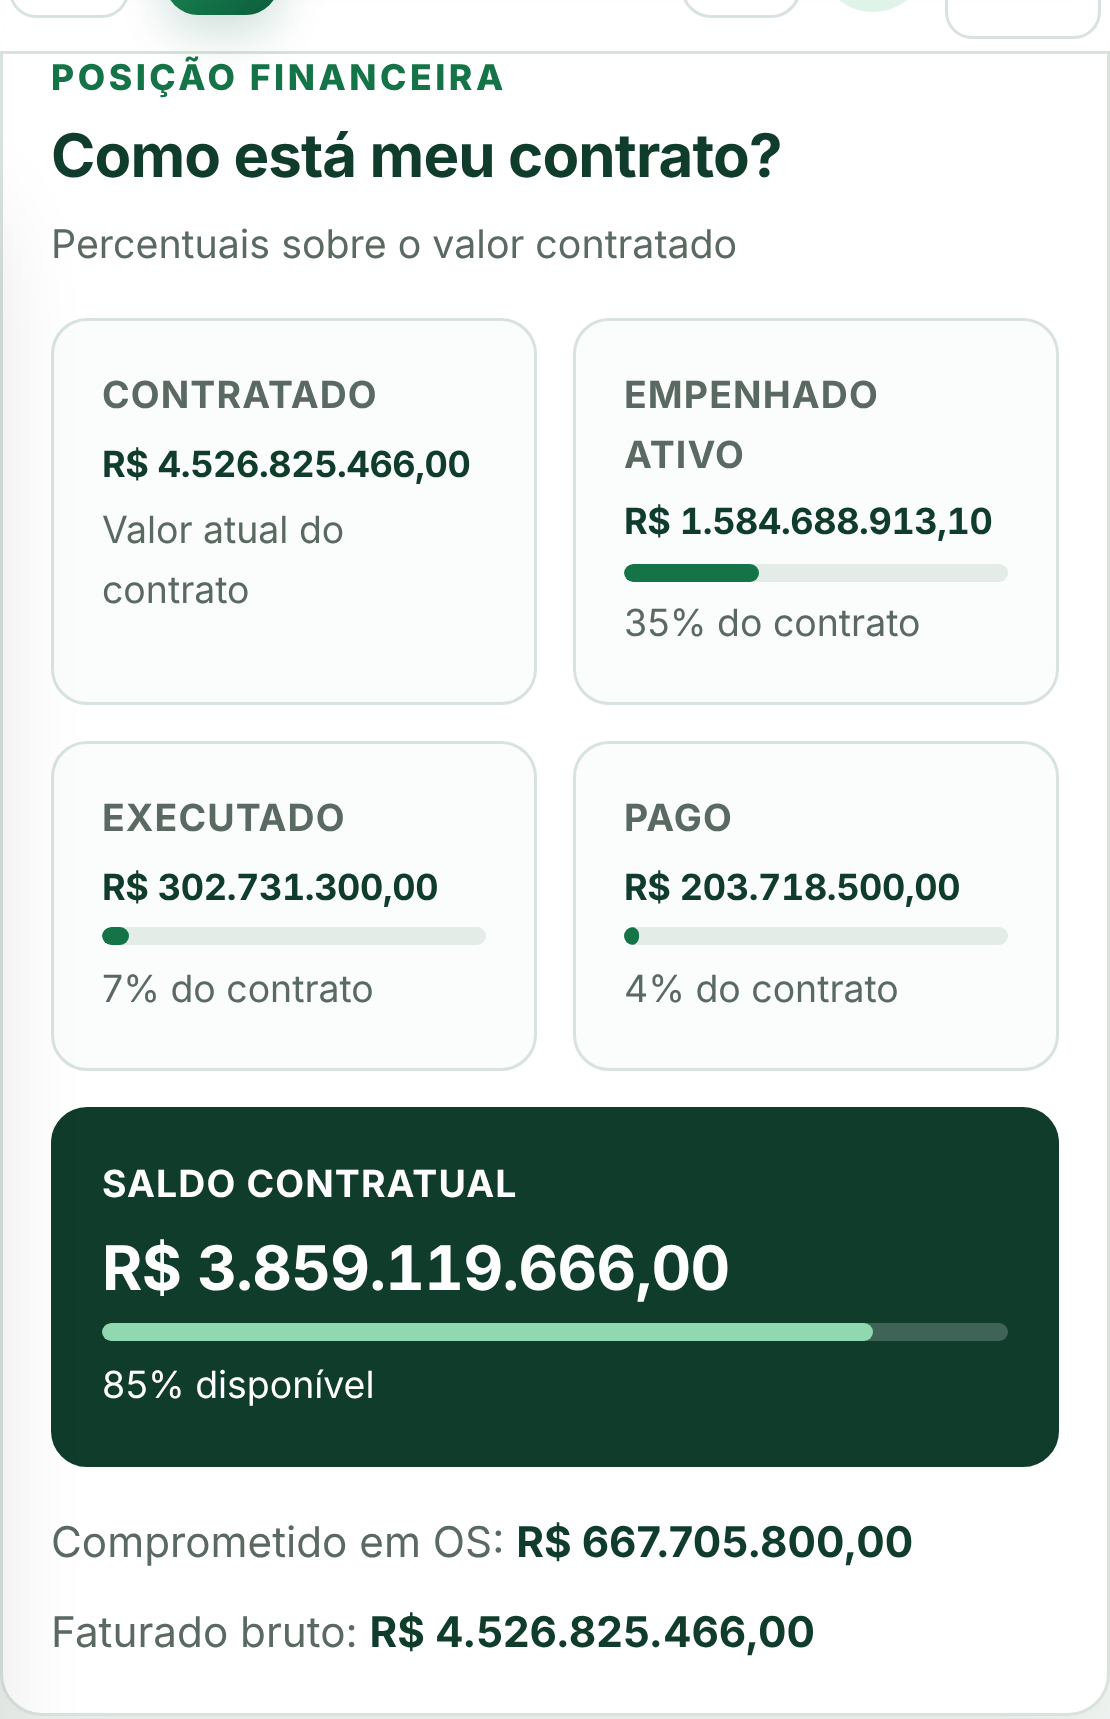 POSIÇÃO FINANCEIRA
Como está meu contrato?
Percentuais sobre o valor contratado
CONTRATADO
R$ 4.526.825.466,00
Valor atual do
contrato
EMPENHADO
ATIVO
R$ 1.584.688.913,10
35% do contrato
EXECUTADO
R$ 302.731.300,00
7% do contrato
PAGO
R$ 203.718.500,00
4% do contrato
SALDO CONTRATUAL
R$ 3.859.119.666,00
85% disponível
Comprometido em OS: R$ 667.705.800,00
Faturado bruto: R$ 4.526.825.466,00